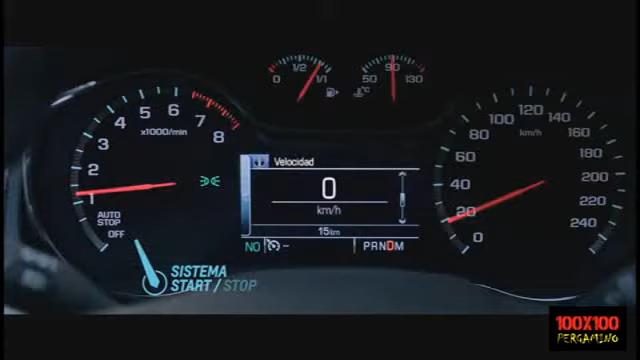 1/2
0 1/1
90
50 °C 130
1 2 3 4 5 6 7 8
x1000/min
AUTO
STOP
OFF
Velocidad
0
km/h
15km
NO
PRNDM
0 20 40 60 80 100 120 140 160 180 200 220 240
km/h
SISTEMA
START / STOP
100X100
PERGAMINO